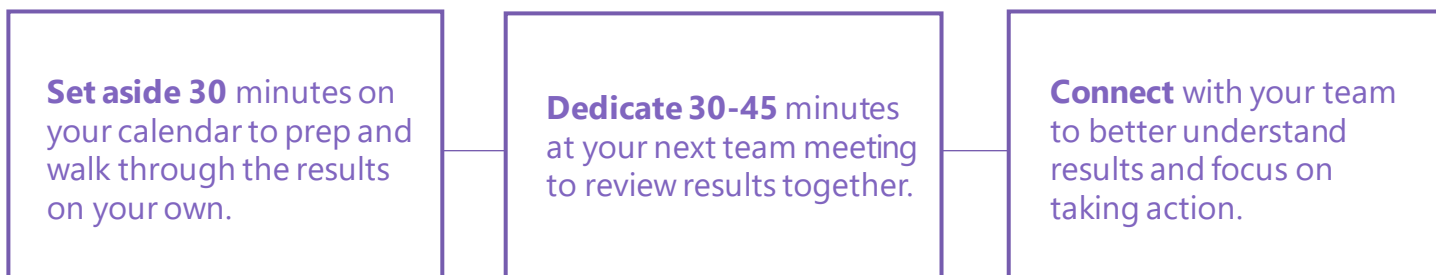 Set aside 30 minutes on
your calendar to prep and
walk through the results
on your own.
Dedicate 30-45 minutes
at your next team meeting
to review results together.
Connect with your team
to better understand
results and focus on
taking action.